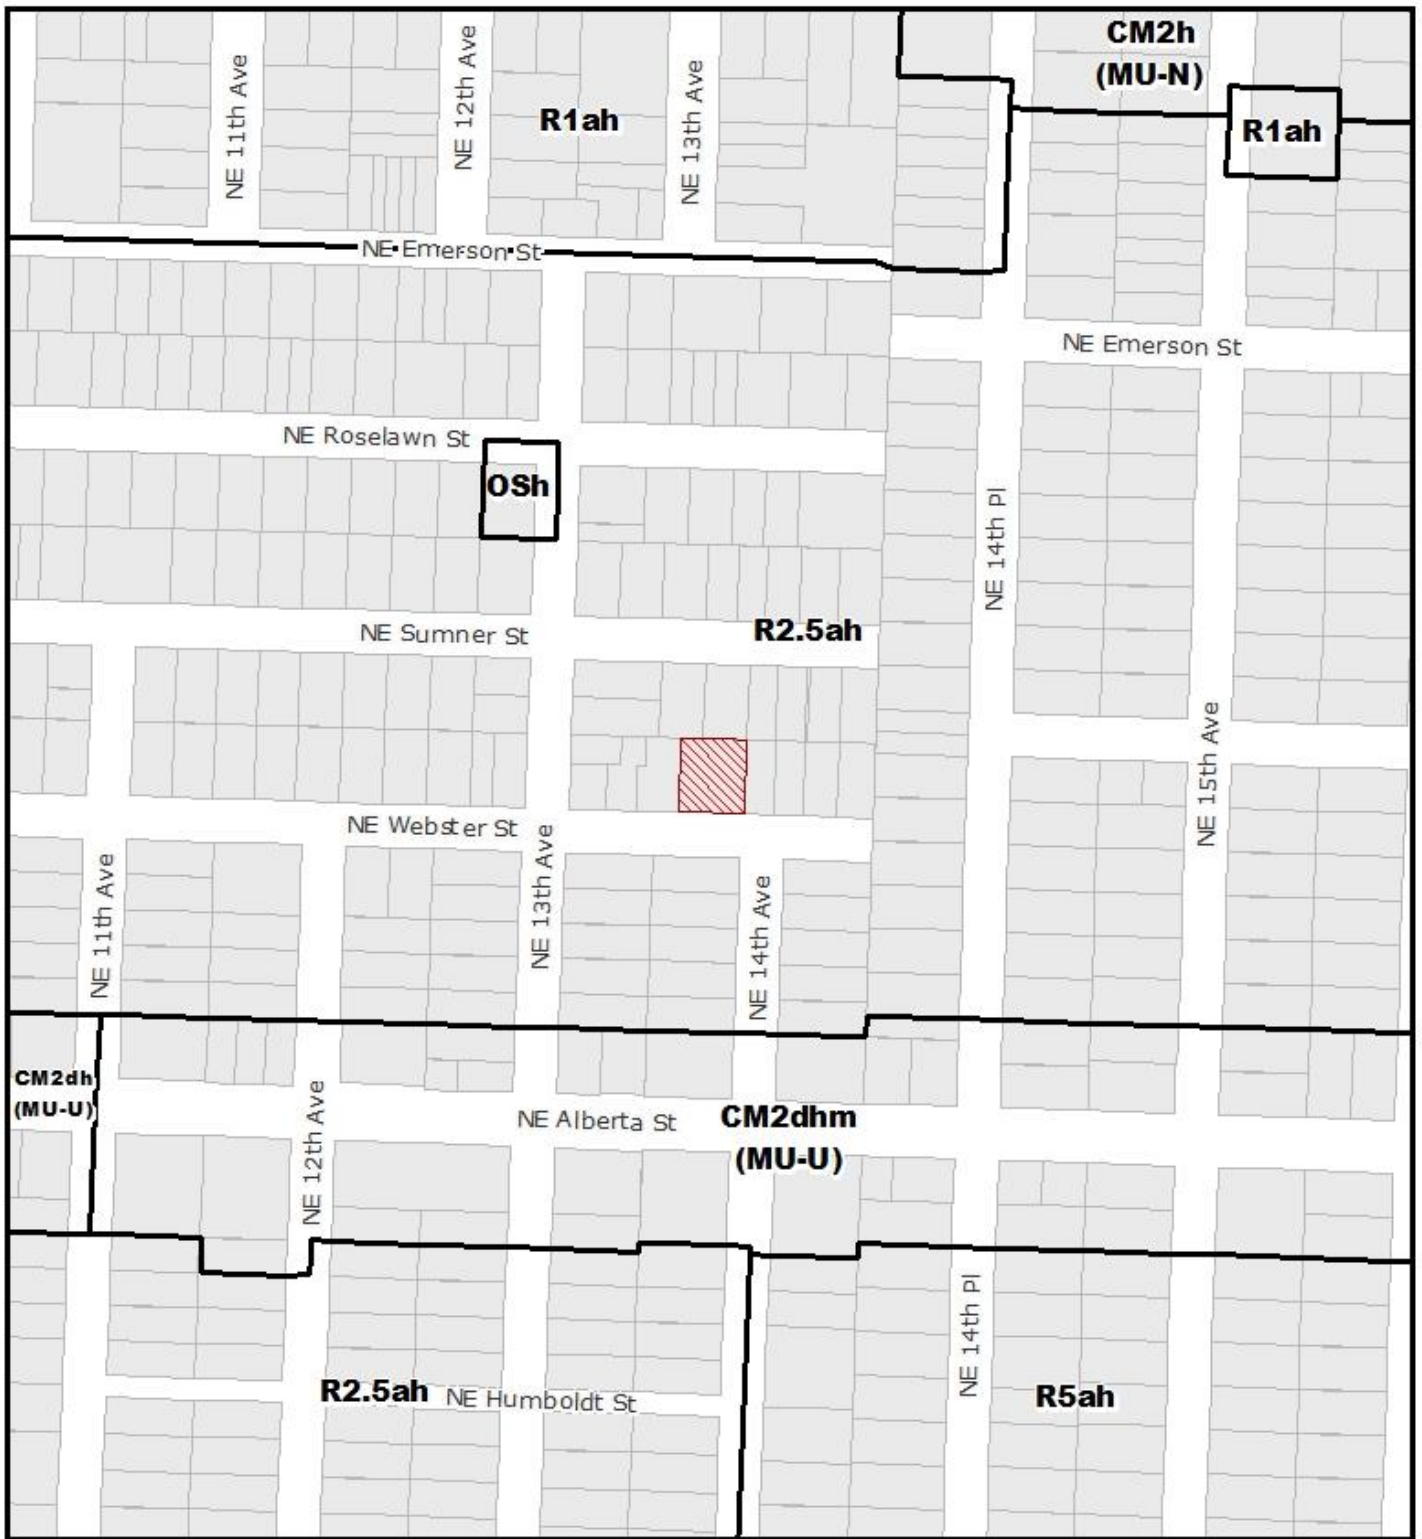 CM2h
(MU-N)
NE 11th Ave
NE 12th Ave
R1ah
NE 13th Ave
R1ah
NE Emerson St
NE Emerson St
NE Roselawn St
OSh
NE 14th Pl
NE Sumner St
R2.5ah
NE 15th Ave
NE Webster St
NE 13th Ave
NE 11th Ave
NE 14th Ave
CM2dh
(MU-U)
NE 12th Ave
NE Alberta St
CM2dhm
(MU-U)
NE 14th Pl
R2.5ah
NE Humboldt St
R5ah